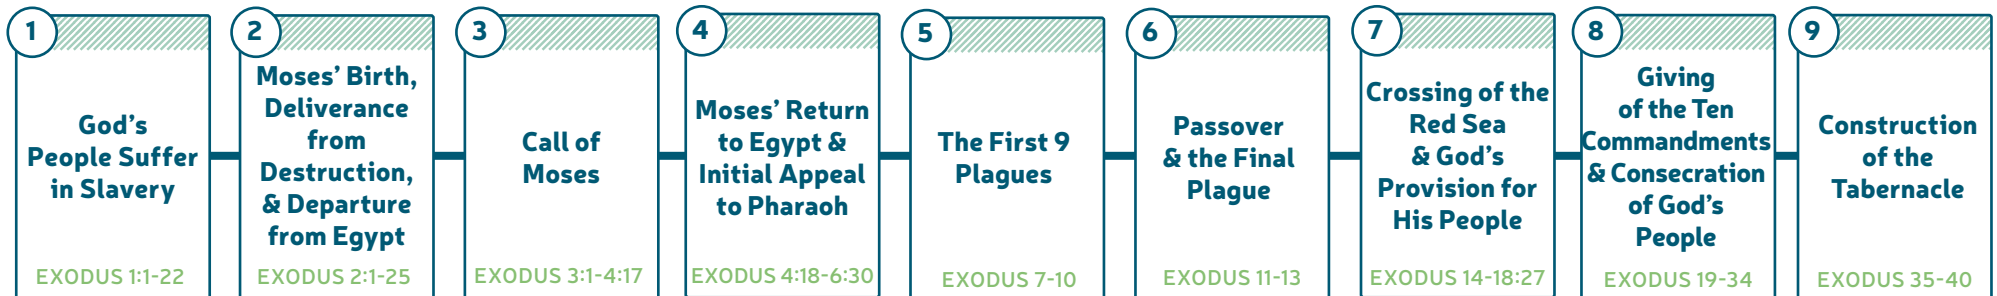 1
God's
People Suffer
in Slavery
EXODUS 1:1-22
2
Moses' Birth,
Deliverance
from
Destruction,
& Departure
from Egypt
EXODUS 2:1-25
3
Call of
Moses
EXODUS 3:1-4:17
4
Moses' Return
to Egypt &
Initial Appeal
to Pharaoh
EXODUS 4:18-6:30
5
The First 9
Plagues
EXODUS 7-10
6
Passover
& the Final
Plague
EXODUS 11-13
7
Crossing of the
Red Sea
& God's
Provision for
His People
EXODUS 14-18:27
8
Giving
of the Ten
Commandments
& Consecration
of God's
People
EXODUS 19-34
9
Construction
of the
Tabernacle
EXODUS 35-40